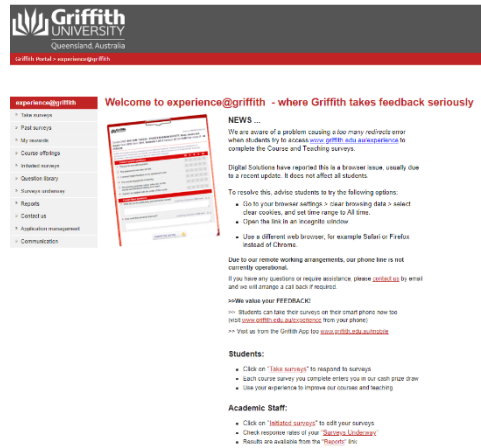 Griffith
UNIVERSITY
Queensland, Australia
Griffith Portal > experience@griffith
experience@griffith
> Take surveys
> Past surveys
> My rewards
> Course offerings
> Initiated surveys
> Question library
> Surveys underway
> Reports
> Contact us
> Application management
> Communication
Welcome to experience@griffith - where Griffith takes feedback seriously
NEWS ...
We are aware of a problem causing a too many redirects error
when students try to access www.griffith.edu.au/experience to
complete the Course and Teaching surveys.
Digital Solutions have reported this is a browser issue, usually due
to a recent update. It does not affect all students.
To resolve this, advise students to try the following options:
• Go to your browser settings > clear browsing data > select
clear cookies, and set time range to All time.
• Open the link in an incognito window
• Use a different web browser, for example Safari or Firefox
instead of Chrome.
Due to our remote working arrangements, our phone line is not
currently operational.
If you have any questions or require assistance, please contact us by email
and we will arrange a call back if required.
>>We value your FEEDBACK!
>> Students can take their surveys on their smart phone now too
(visit www.griffith.edu.au/experience from your phone)
>> Visit us from the Griffith App too www.griffith.edu.au/mobile
Students:
• Click on "Take surveys" to respond to surveys
• Each course survey you complete enters you in our cash prize draw
• Use your experience to improve our courses and teaching
Academic Staff:
• Click on "Initiated surveys" to edit your surveys
• Check response rates of your "Surveys Underway"
• Results are available from the "Reports" link